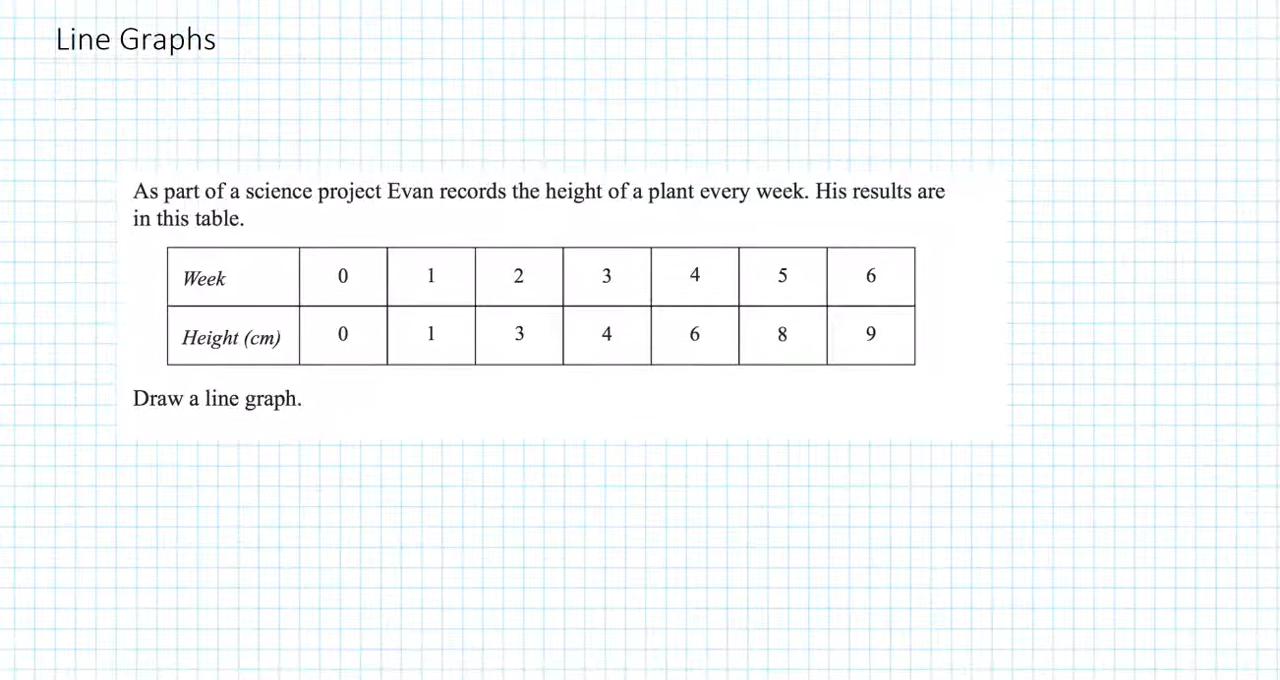 Line Graphs
As part of a science project Evan records the height of a plant every week. His results are
in this table.
Week 0 1 2 3 4 5 6
Height (cm) 0 1 3 4 6 8 9
Draw a line graph.